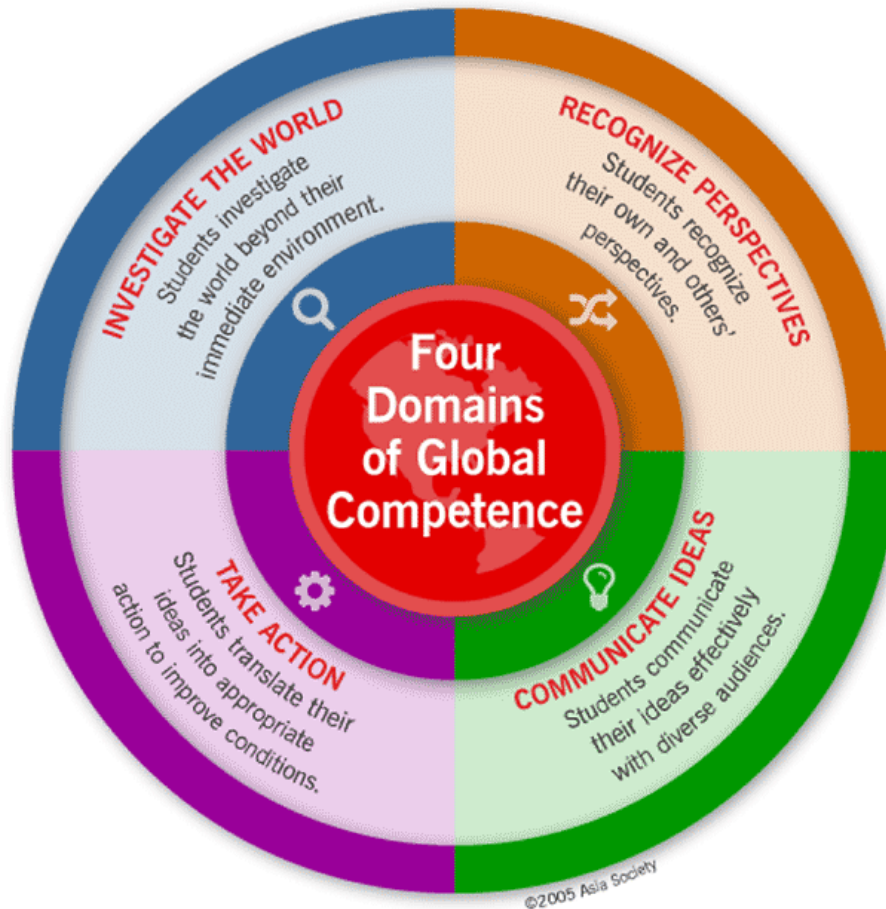 INVESTIGATE THE WORLD
Students investigate
the world beyond their
immediate environment.
RECOGNIZE PERSPECTIVES
Students recognize
their own and others'
perspectives.
Four
Domains
of Global
Competence
TAKE ACTION
Students translate their
ideas into appropriate
action to improve conditions.
COMMUNICATE IDEAS
Students communicate
their ideas effectively
with diverse audiences.
©2005 Asia Society